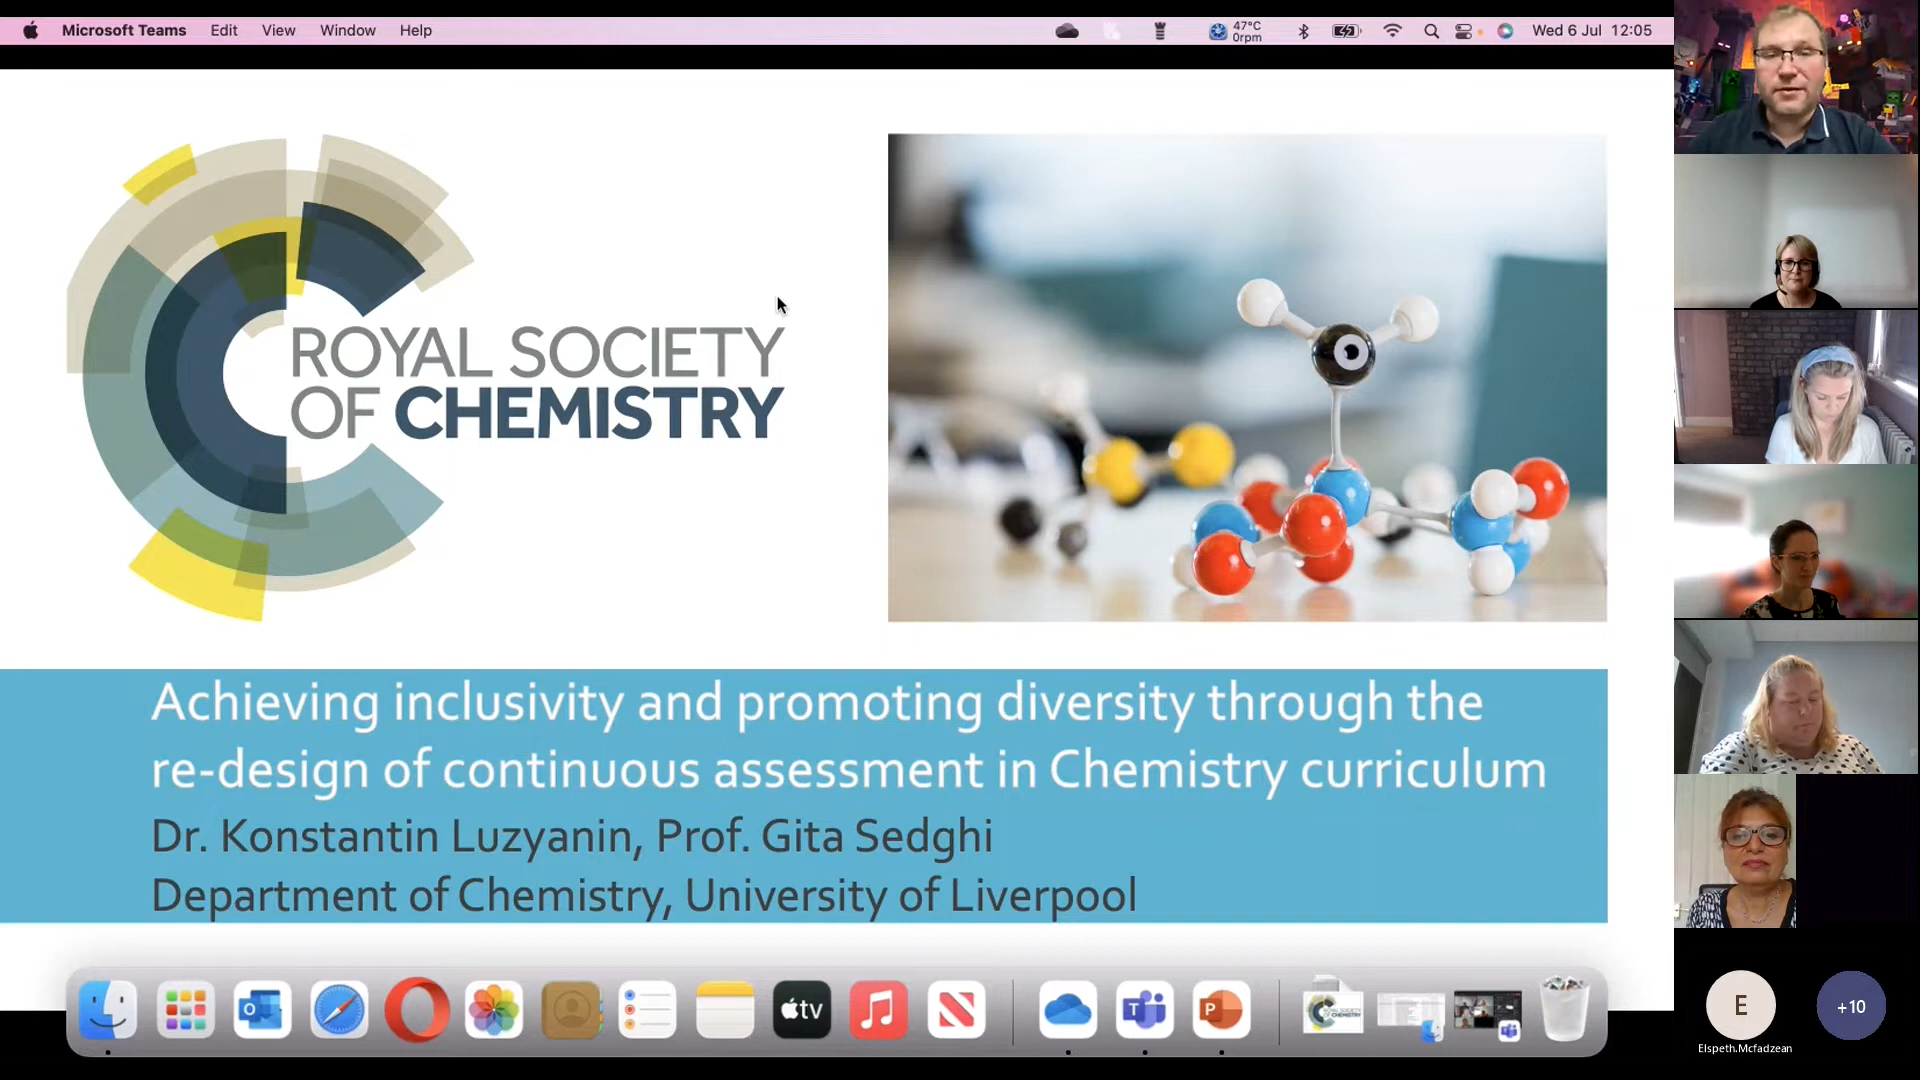 Microsoft Teams Edit View Window Help
47°C
0rpm
Wed 6 Jul 12:05
ROYAL SOCIETY
OF CHEMISTRY
Achieving inclusivity and promoting diversity through the
re-design of continuous assessment in Chemistry curriculum
Dr. Konstantin Luzyanin, Prof. Gita Sedghi
Department of Chemistry, University of Liverpool
tv
E
+10
Elspeth.Mcfadzean